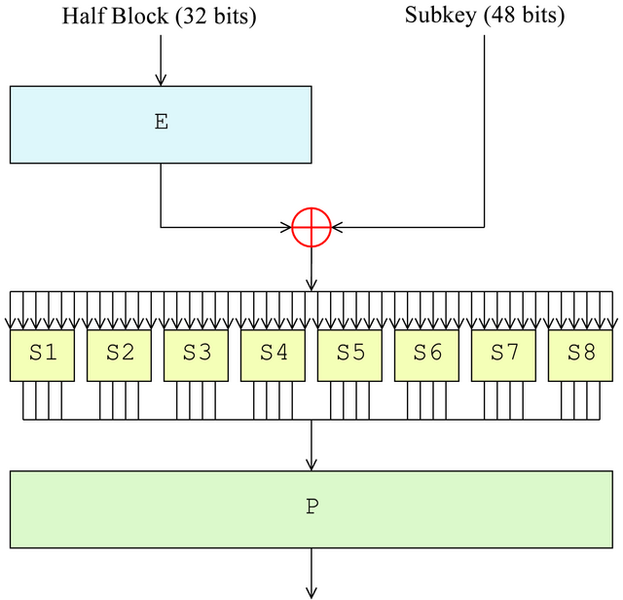 Half Block (32 bits) Subkey (48 bits)
E
S1 S2 S3 S4 S5 S6 S7 S8
P